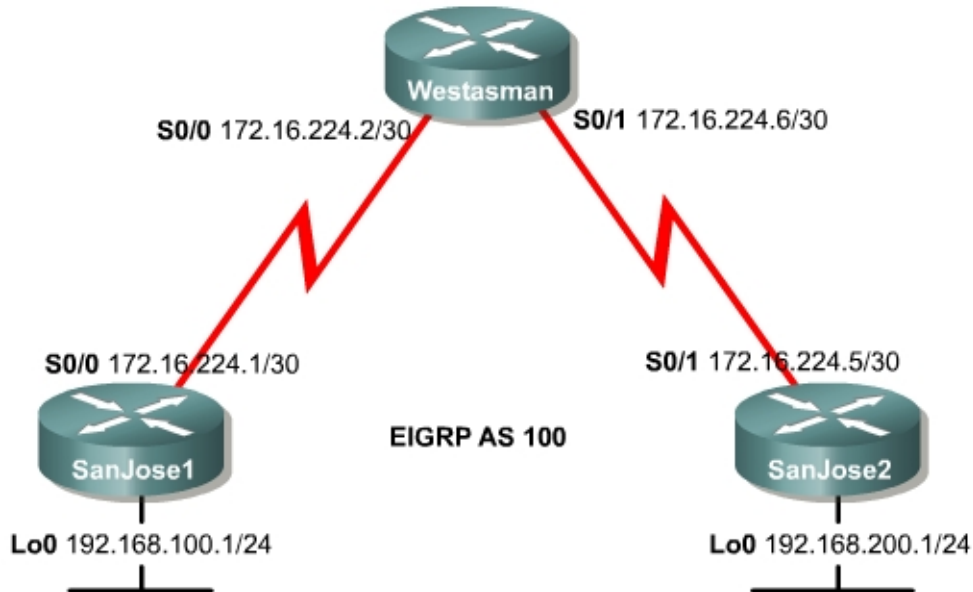 Westasman
S0/0 172.16.224.2/30
S0/1 172.16.224.6/30
S0/0 172.16.224.1/30
S0/1 172.16.224.5/30
EIGRP AS 100
SanJose1
SanJose2
Lo0 192.168.100.1/24
Lo0 192.168.200.1/24